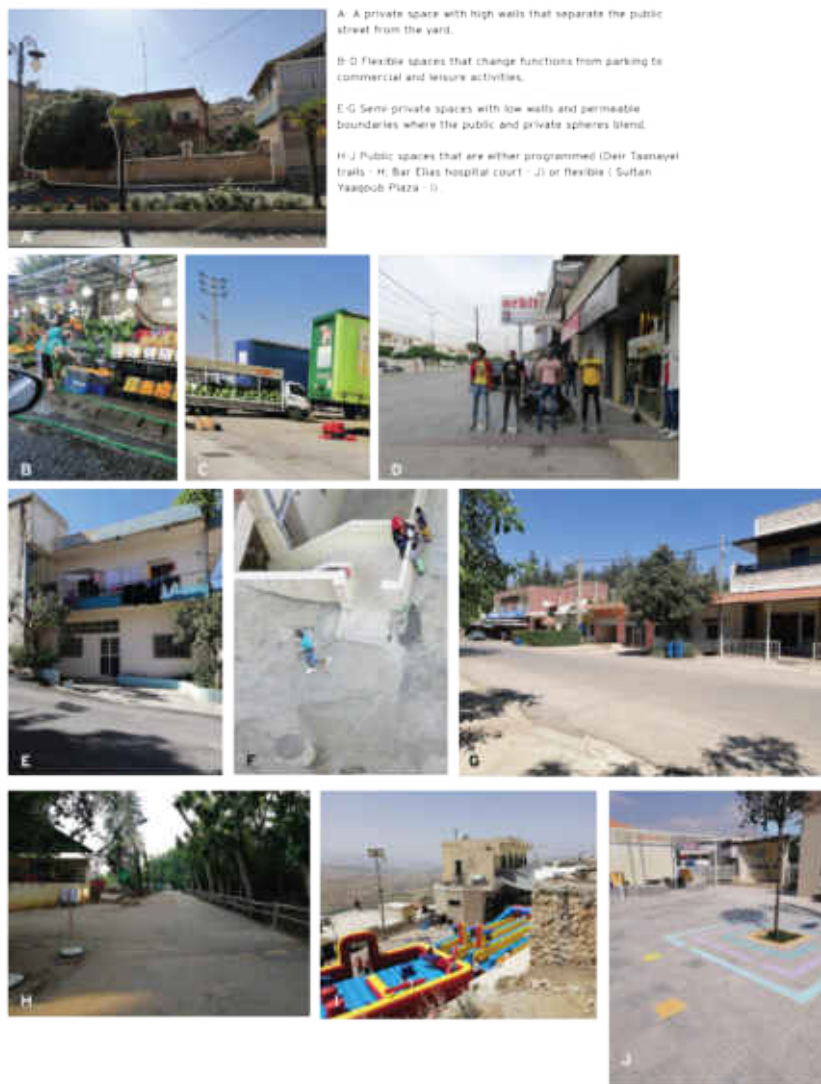 A: A private space with high walls that separate the public
street from the yard.
B-D Flexible spaces that change functions from parking to
commercial and leisure activities.
E-G Semi-private spaces with low walls and permeable
boundaries where the public and private spheres blend.
H-J Public spaces that are either programmed (Deir Taanayel
trails - H; Bar Elias hospital court - J) or flexible ( Sultan
Yaaqoub Plaza - I)
A
B
C
orbit
D
E
F
G
H
I
J